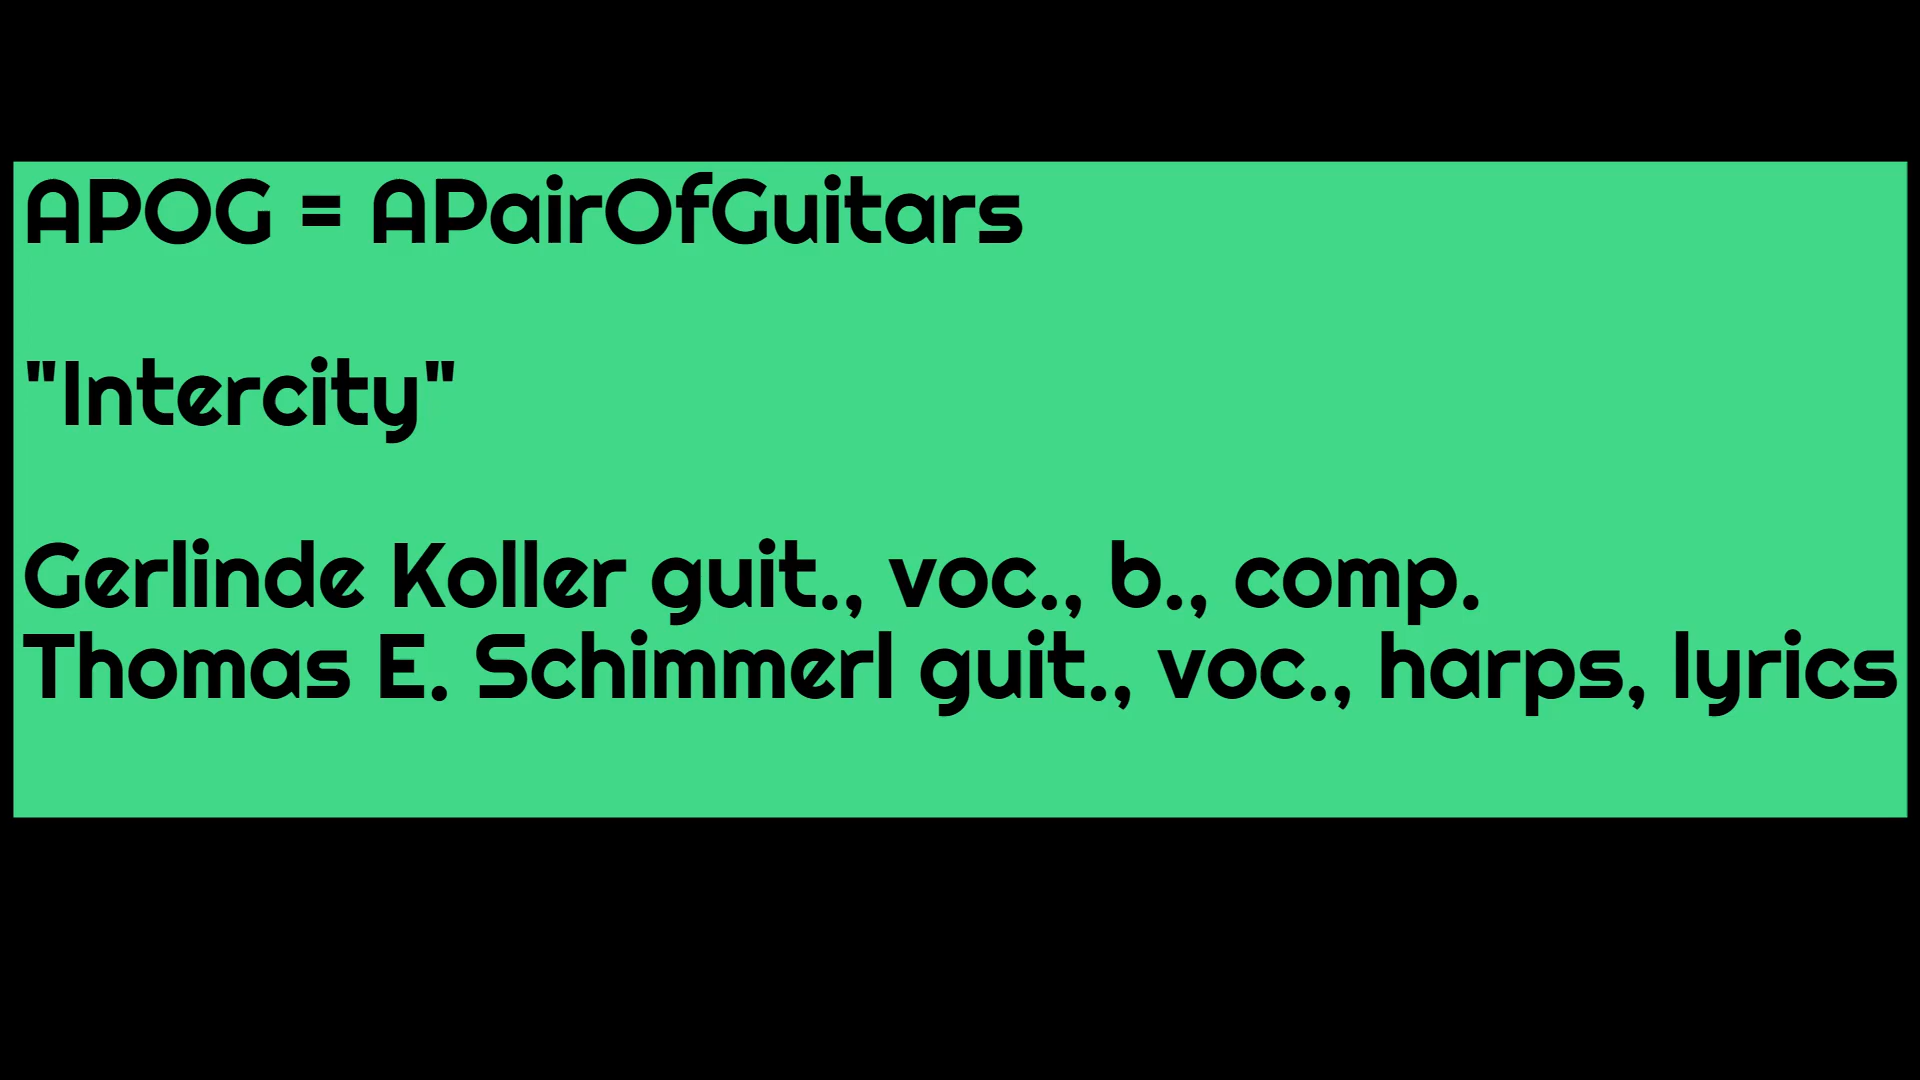 APOG = APairOfGuitars
"Intercity"
Gerlinde Koller guit., voc., b., comp.
Thomas E. Schimmerl guit., voc., harps, lyrics